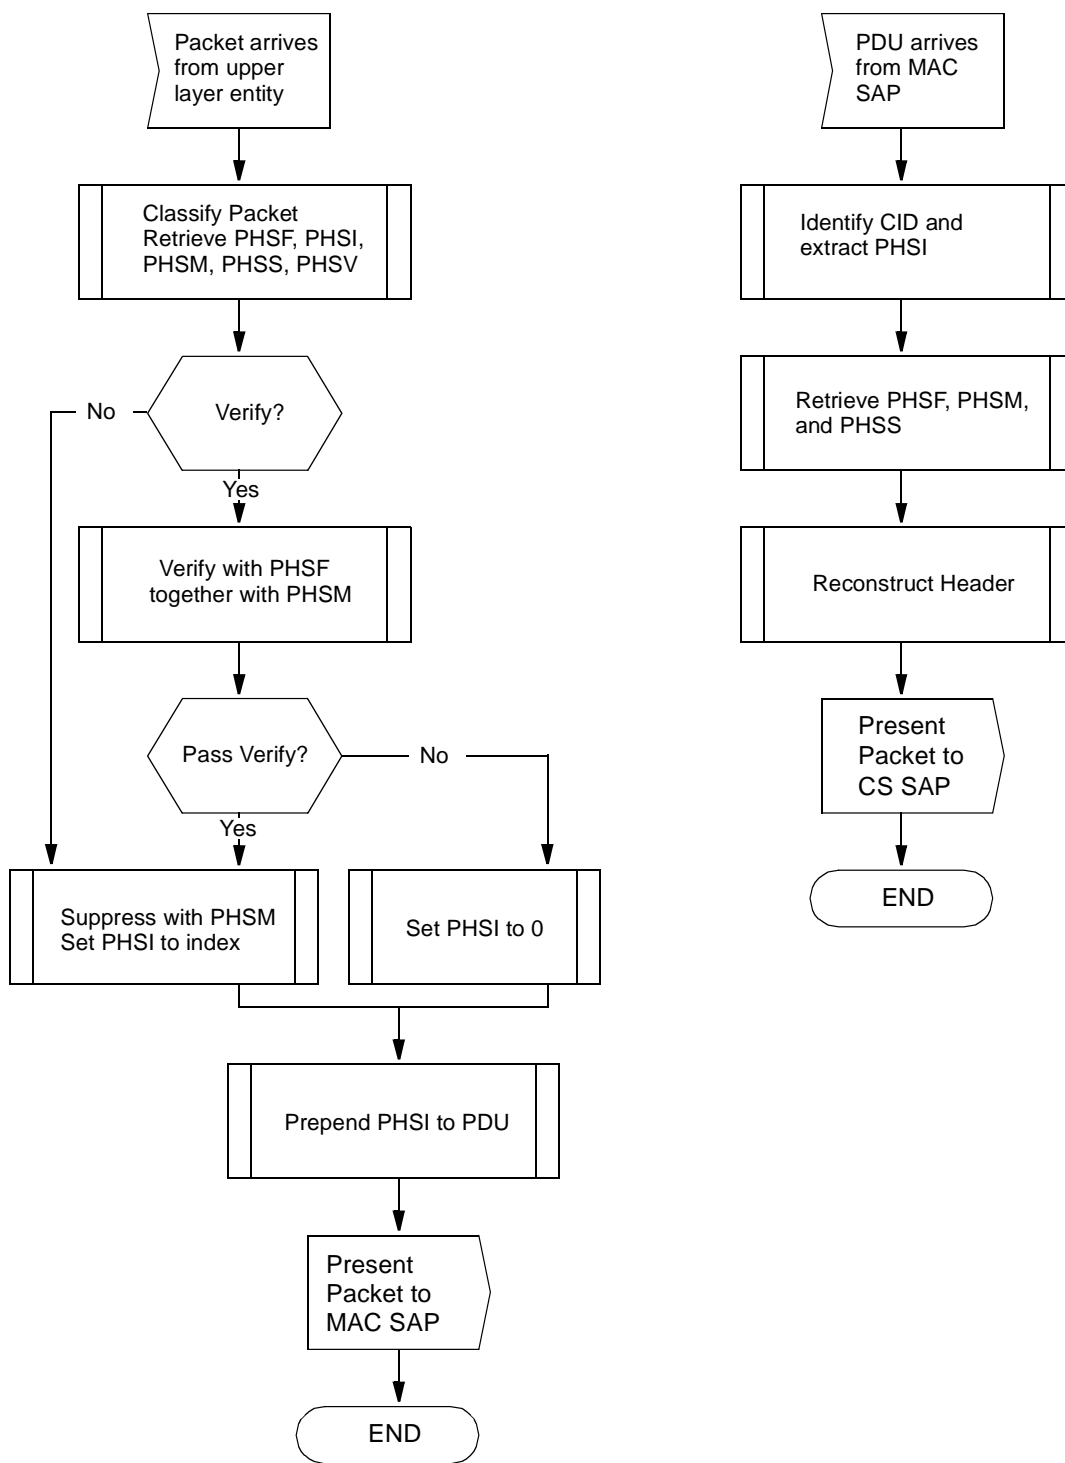 Packet arrives
from upper
layer entity
Classify Packet
Retrieve PHSF, PHSI,
PHSM, PHSS, PHSV
No
Verify?
Yes
Verify with PHSF
together with PHSM
Pass Verify?
No
Yes
Suppress with PHSM
Set PHSI to index
Set PHSI to 0
Prepend PHSI to PDU
Present
Packet to
MAC SAP
END
PDU arrives
from MAC
SAP
Identify CID and
extract PHSI
Retrieve PHSF, PHSM,
and PHSS
Reconstruct Header
Present
Packet to
CS SAP
END